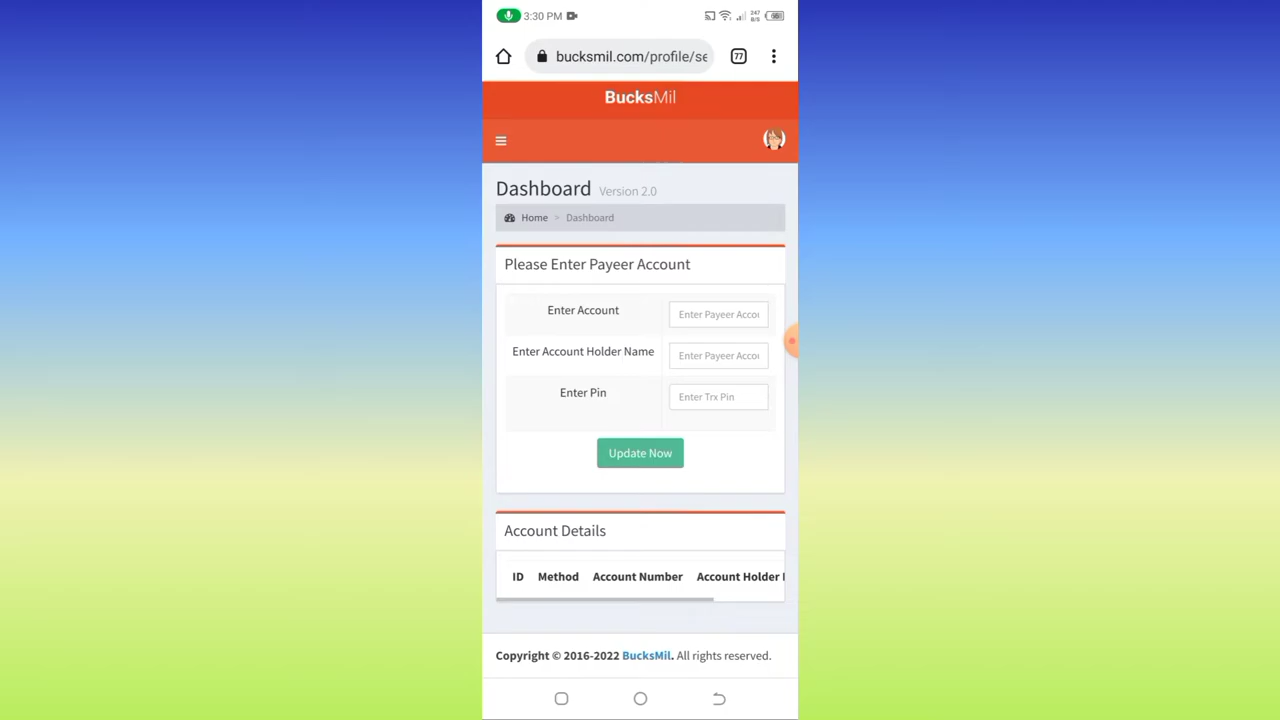 3:30 PM
247
B/S
bucksmil.com/profile/se
77
BucksMil
Dashboard Version 2.0
Home > Dashboard
Please Enter Payeer Account
Enter Account
Enter Payeer Accou
Enter Account Holder Name
Enter Payeer Accou
Enter Pin
Enter Trx Pin
Update Now
Account Details
ID Method Account Number Account Holder
Copyright © 2016-2022 BucksMil. All rights reserved.